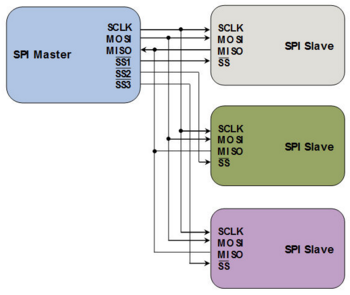 SPI Master
SCLK
MOSI
MISO
SS1
SS2
SS3
SCLK
MOSI
MISO
SS
SPI Slave
SCLK
MOSI
MISO
SS
SPI Slave
SCLK
MOSI
MISO
SS
SPI Slave